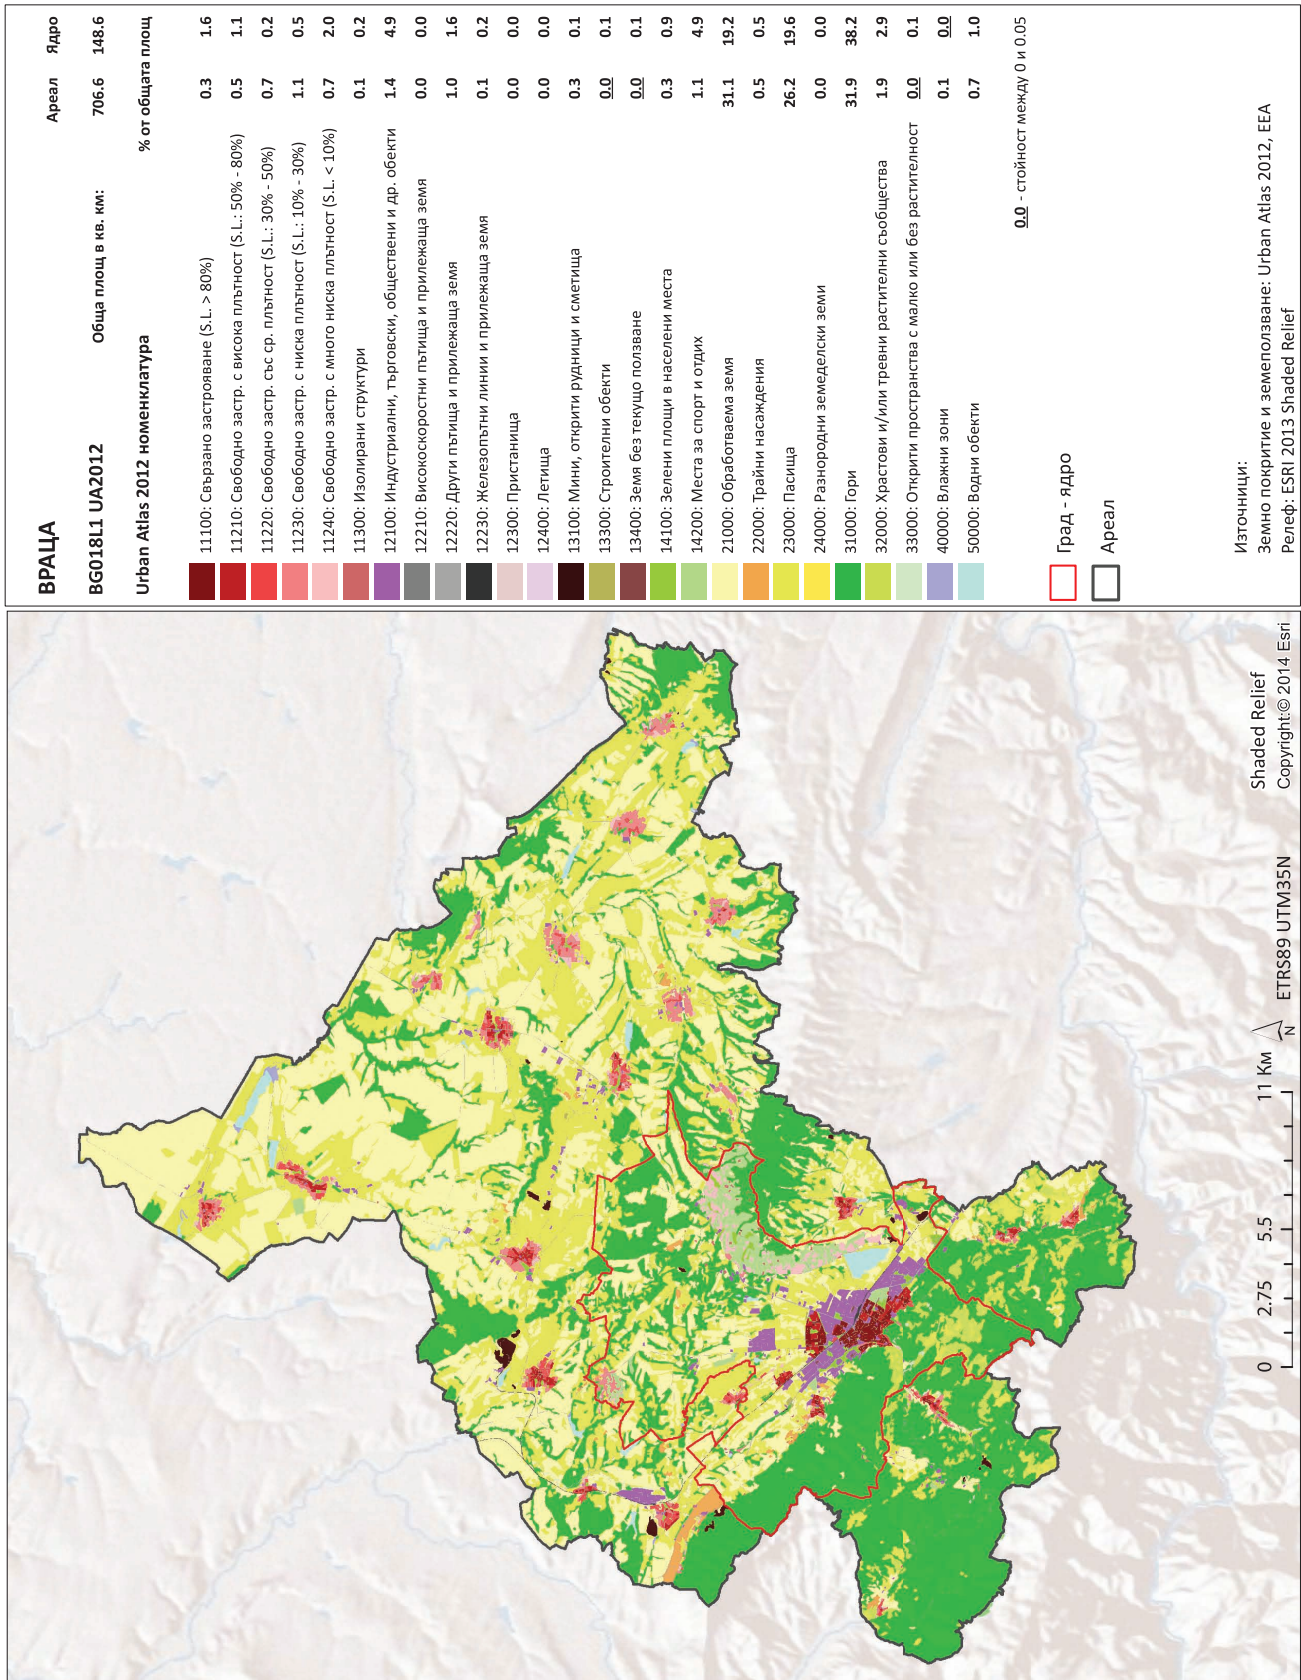 ВРАЦА Ареал Ядро
BG018L1 UA2012 Обща площ в кв. км: 706.6 148.6
Urban Atlas 2012 номенклатура % от общата площ
11100: Свързано застрояване (S.L. > 80%) 0.3 1.6
11210: Свободно застр. с висока плътност (S.L.: 50% - 80%) 0.5 1.1
11220: Свободно застр. със ср. плътност (S.L.: 30% - 50%) 0.7 0.2
11230: Свободно застр. с ниска плътност (S.L.: 10% - 30%) 1.1 0.5
11240: Свободно застр. с много ниска плътност (S.L. < 10%) 0.7 2.0
11300: Изолирани структури 0.1 0.2
12100: Индустриални, търговски, обществени и др. обекти 1.4 4.9
12210: Високоскоростни пътища и прилежаща земя 0.0 0.0
12220: Други пътища и прилежаща земя 1.0 1.6
12230: Железопътни линии и прилежаща земя 0.1 0.2
12300: Пристанища 0.0 0.0
12400: Летища 0.0 0.0
13100: Мини, открити рудници и сметища 0.3 0.1
13300: Строителни обекти 0.0 0.1
13400: Земя без текущо ползване 0.0 0.1
14100: Зелени площи в населени места 0.3 0.9
14200: Места за спорт и отдих 1.1 4.9
21000: Обработваема земя 31.1 19.2
22000: Трайни насаждения 0.5 0.0
23000: Пасища 26.2 19.6
24000: Разнородни земеделски земи 0.0 0.0
31000: Гори 31.9 38.2
32000: Храстови и/или тревни растителни съобщества 1.9 2.9
33000: Открити пространства с малко или без растителност 0.0 0.1
40000: Влажни зони 0.1 0.0
50000: Водни обекти 0.7 1.0
0.0 - стойност между 0 и 0.05
Град - ядро
Ареал
Източници:
Земно покритие и земеползване: Urban Atlas 2012, EEA
Релеф: ESRI 2013 Shaded Relief
0 2.75 5.5 11 Км
N
ETRS89 UTM35N
Shaded Relief
Copyright:© 2014 Esri